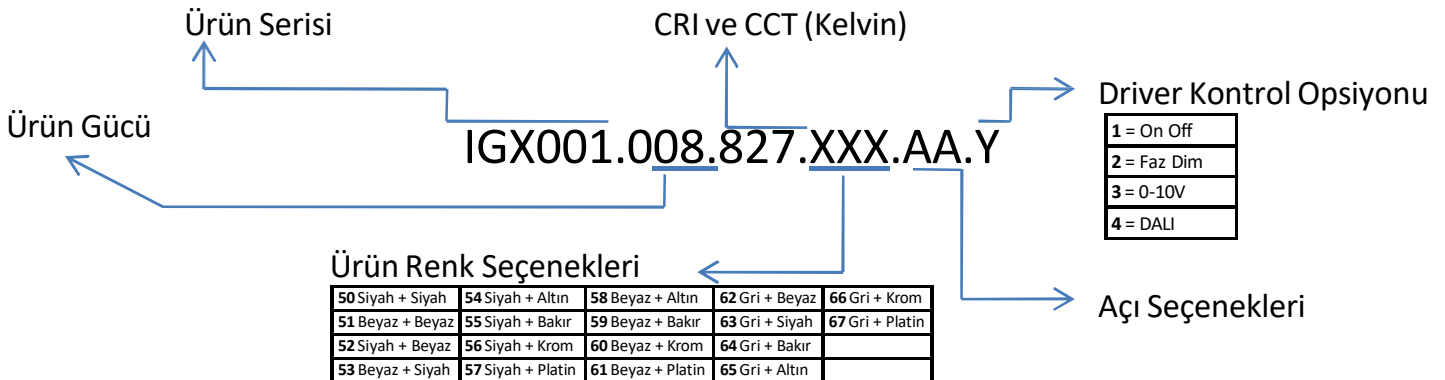 Ürün Serisi
CRI ve CCT (Kelvin)
Driver Kontrol Opsiyonu
Ürün Gücü
IGX001.008.827.XXX.AA.Y
1 = On Off
2 = Faz Dim
3 = 0-10V
4 = DALI
Ürün Renk Seçenekleri
Açı Seçenekleri
50 Siyah + Siyah 54 Siyah + Altın 58 Beyaz + Altın 62 Gri + Beyaz 66 Gri + Krom
51 Beyaz + Beyaz 55 Siyah + Bakır 59 Beyaz + Bakır 63 Gri + Siyah 67 Gri + Platin
52 Siyah + Beyaz 56 Siyah + Krom 60 Beyaz + Krom 64 Gri + Bakır
53 Beyaz + Siyah 57 Siyah + Platin 61 Beyaz + Platin 65 Gri + Altın